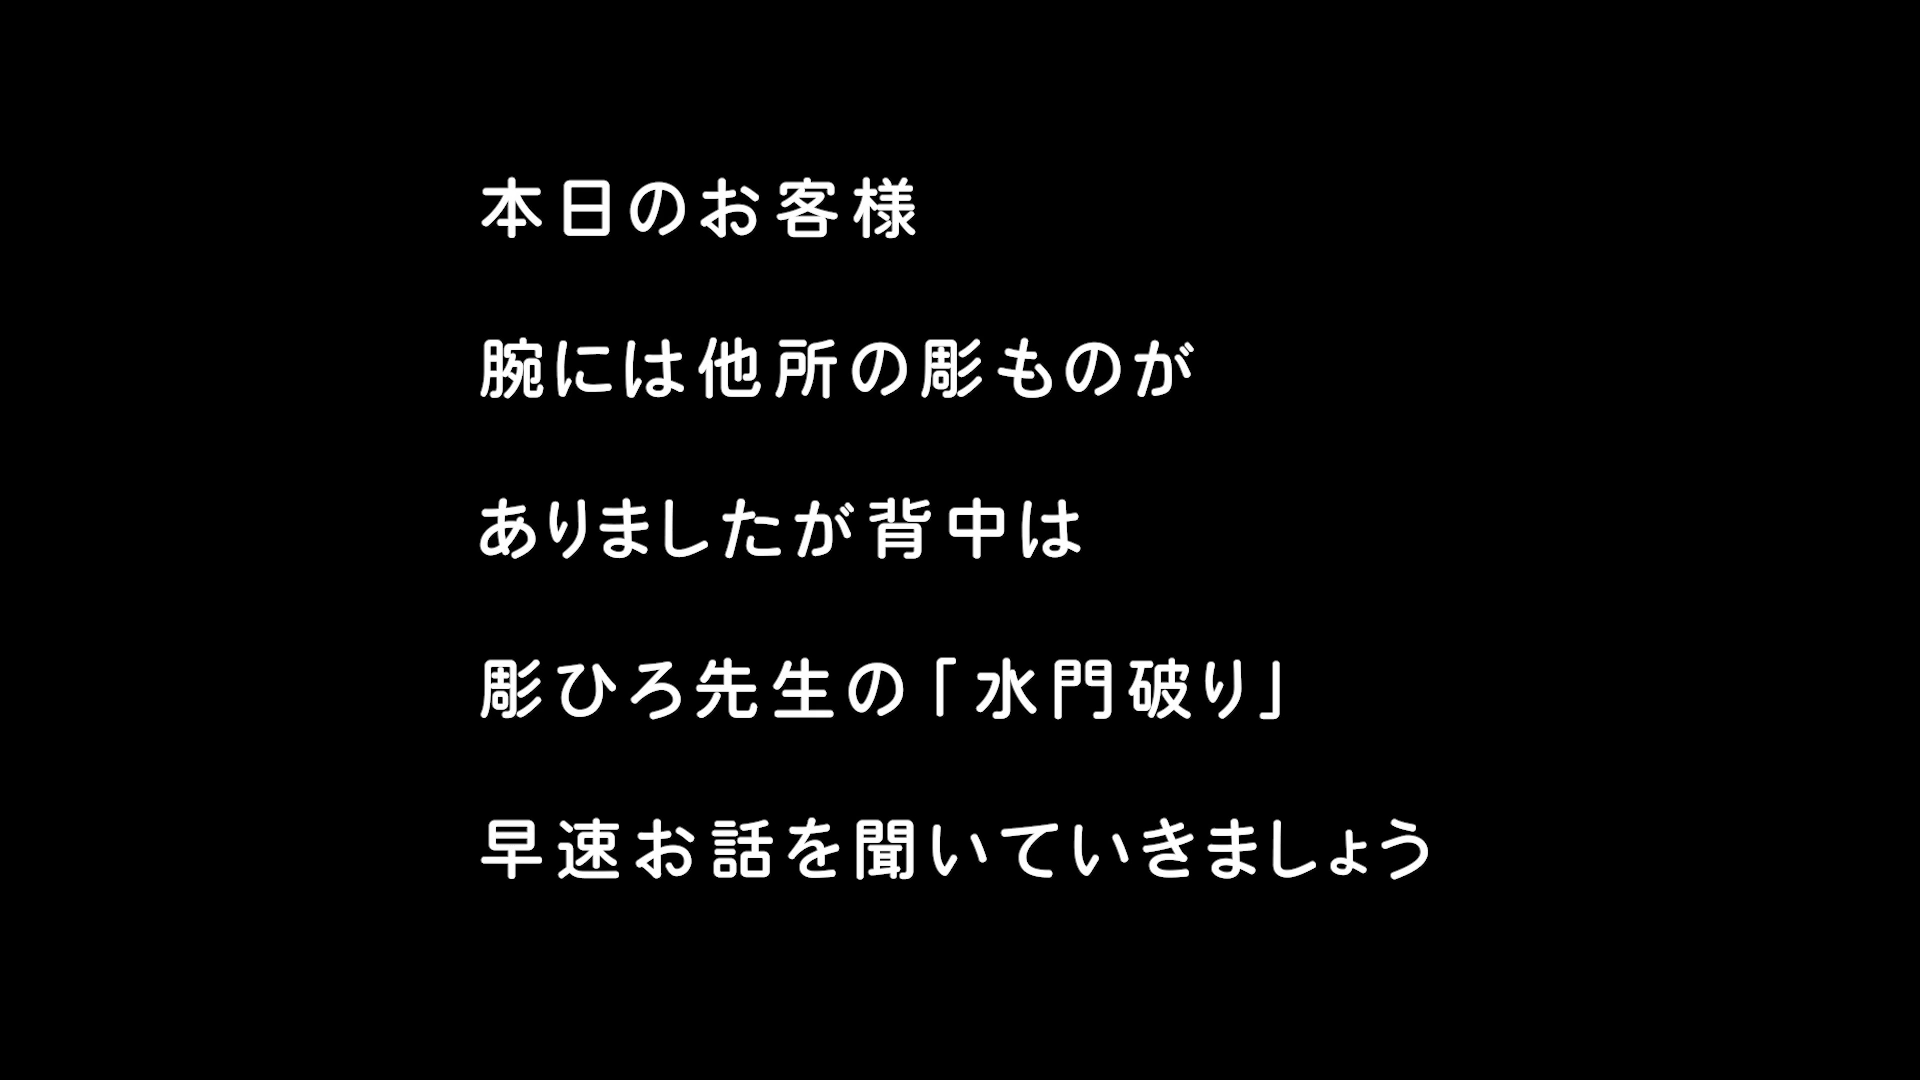 本日のお客様
腕には他所の彫ものが
ありましたが背中は
彫ひろ先生の「水門破り」
早速お話を聞いていきましょう